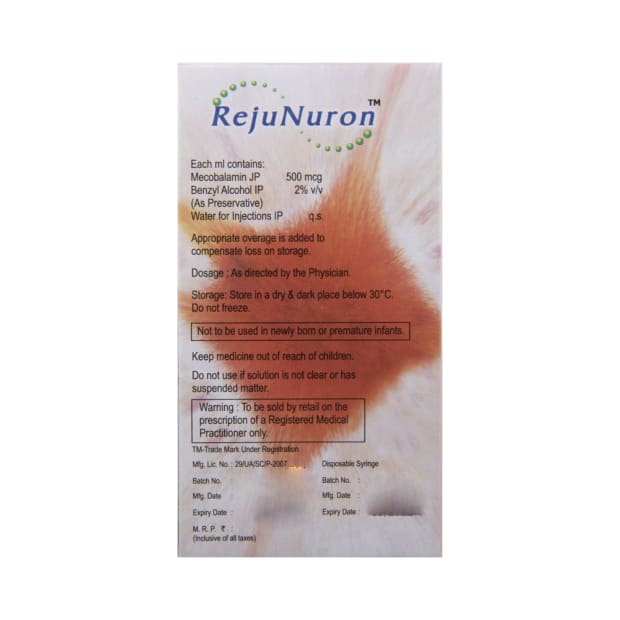 RejuNuron™
Each ml contains:
Mecobalamin JP 500 mcg
Benzyl Alcohol IP 2% v/v
(As Preservative)
Water for Injections IP q.s.
Appropriate overage is added to
compensate loss on storage.
Dosage : As directed by the Physician.
Storage: Store in a dry & dark place below 30°C.
Do not freeze.
Not to be used in newly born or premature infants.
Keep medicine out of reach of children.
Do not use if solution is not clear or has
suspended matter.
Warning : To be sold by retail on the
prescription of a Registered Medical
Practitioner only.
TM-Trade Mark Under Registration
Mfg. Lic. No. : 29/UA/SC/P-2007 Disposable Syringe
Batch No. Batch No. :
Mfg. Date Mfg. Date :
Expiry Date : Expiry Date :
M. R. P. ₹ :
(Inclusive of all taxes)